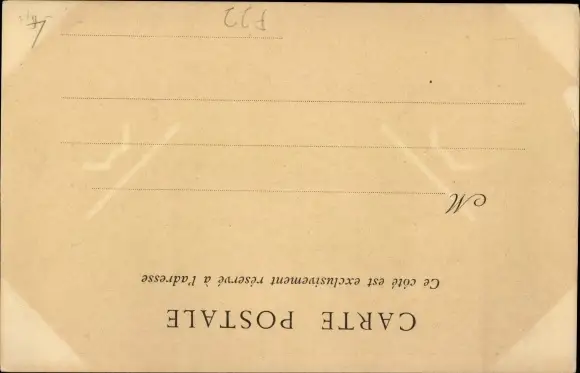 CARTE POSTALE
Ce côté est exclusivement réservé à l'adresse
M